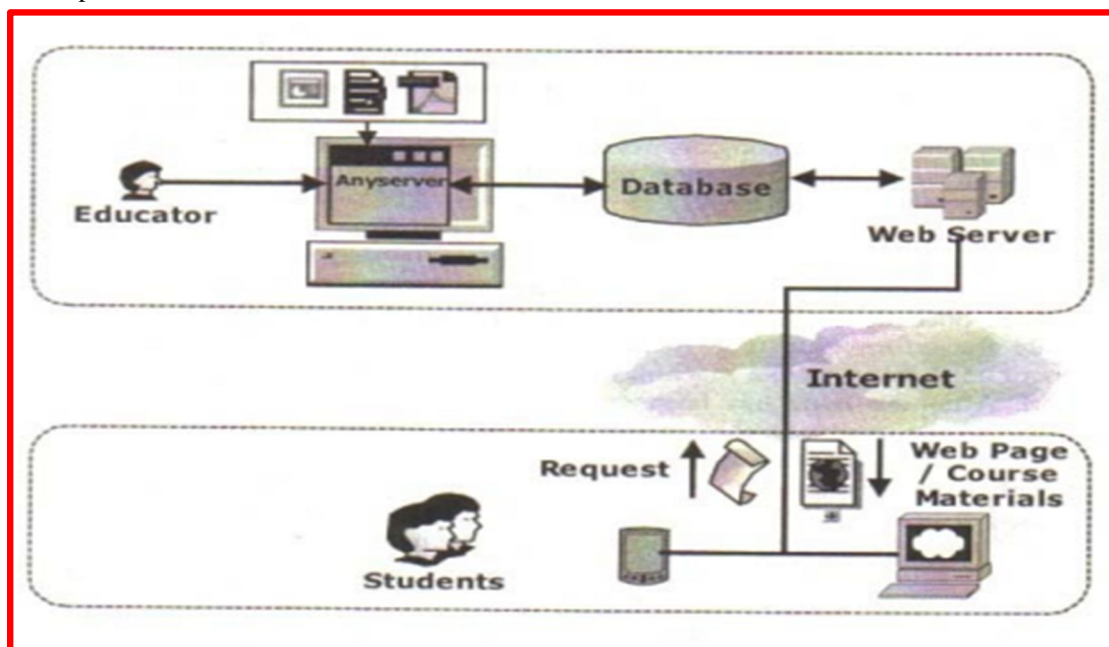 Anyserver
Educator
Database
Web Server
Internet
Request
Web Page
/ Course
Materials
Students